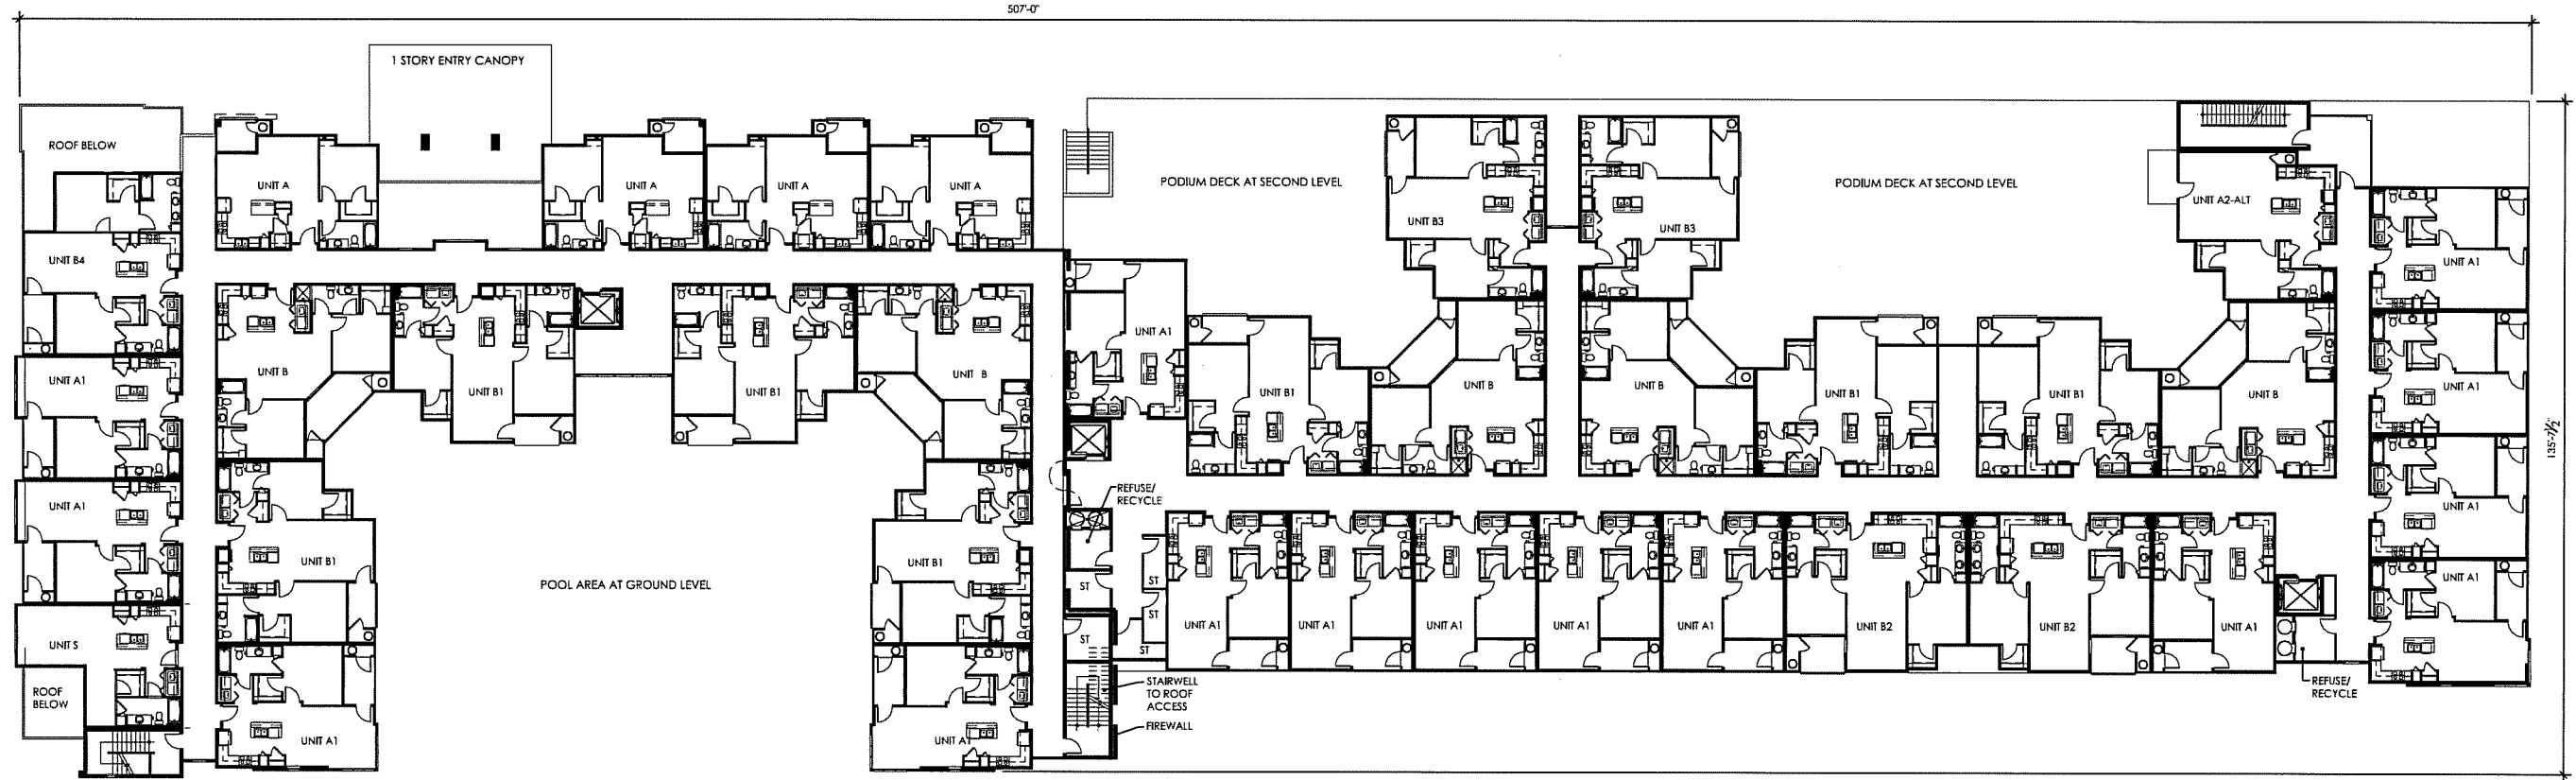 507'-0"
1 STORY ENTRY CANOPY
ROOF BELOW
UNIT A
UNIT A
UNIT A
UNIT A
PODIUM DECK AT SECOND LEVEL
PODIUM DECK AT SECOND LEVEL
UNIT A2-ALT
UNIT B3
UNIT B3
UNIT B4
UNIT A1
UNIT A1
UNIT A1
UNIT B
UNIT B1
UNIT B1
UNIT B
UNIT B1
UNIT B
UNIT B
UNIT B1
UNIT B1
UNIT B
UNIT A1
135'-7½"
REFUSE/
RECYCLE
UNIT A1
UNIT A1
UNIT B1
UNIT B1
POOL AREA AT GROUND LEVEL
ST
ST
ST
ST
ST
UNIT A1
UNIT A1
UNIT A1
UNIT A1
UNIT A1
UNIT B2
UNIT B2
UNIT A1
UNIT A1
UNIT S
ROOF
BELOW
STAIRWELL
TO ROOF
ACCESS
FIREWALL
REFUSE/
RECYCLE
UNIT A1
UNIT A1